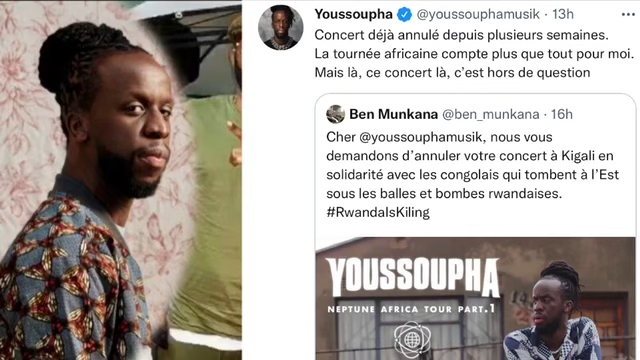 Youssoupha @youssouphamusik · 13h
Concert déjà annulé depuis plusieurs semaines.
La tournée africaine compte plus que tout pour moi.
Mais là, ce concert là, c’est hors de question
Ben Munkana @ben_munkana · 16h
Cher @youssouphamusik, nous vous
demandons d’annuler votre concert à Kigali en
solidarité avec les congolais qui tombent à l’Est
sous les balles et bombes rwandaises.
#RwandaIsKiling
YOUSSOUPHA
NEPTUNE AFRICA TOUR PART.1